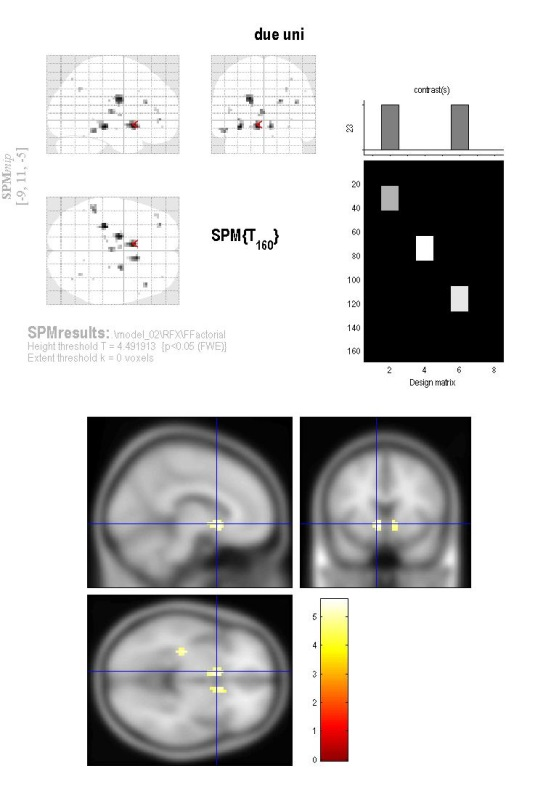 due uni
contrast(s)
23
SPMmip
[-9, 11, -5]
SPM{T160}
20
40
60
80
100
120
140
160
2 4 6 8
Design matrix
SPMresults: .\model_02\RFX\FFactorial
Height threshold T = 4.491913 {p<0.05 (FWE)}
Extent threshold k = 0 voxels
5
4
3
2
1
0